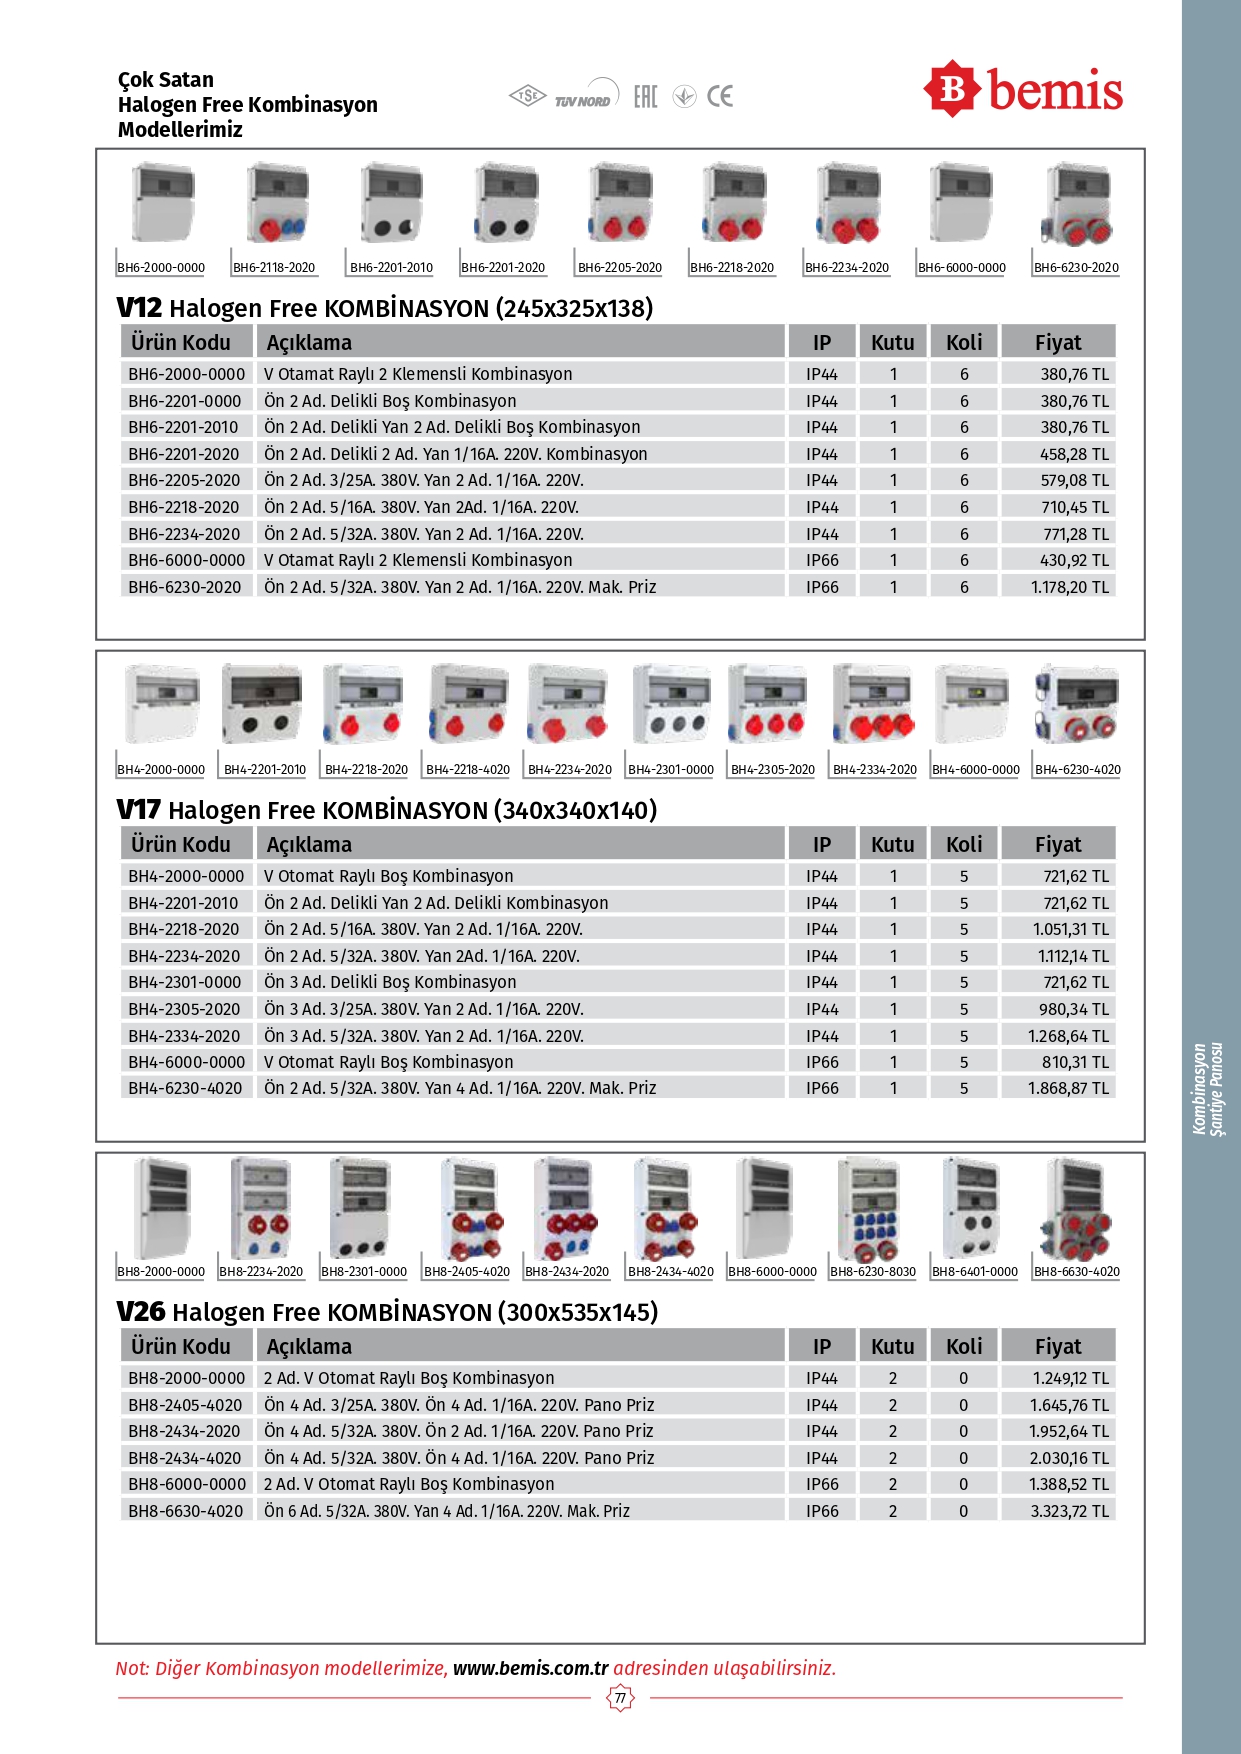 Çok Satan
Halogen Free Kombinasyon
Modellerimiz
TSE
TÜV NORD
EAC
CE
B bemis
BH6-2000-0000 BH6-2118-2020 BH6-2201-2010 BH6-2201-2020 BH6-2205-2020 BH6-2218-2020 BH6-2234-2020 BH6-6000-0000 BH6-6230-2020
V12 Halogen Free KOMBİNASYON (245x325x138)
Ürün Kodu Açıklama IP Kutu Koli Fiyat
BH6-2000-0000 V Otamat Raylı 2 Klemensli Kombinasyon IP44 1 6 380,76 TL
BH6-2201-0000 Ön 2 Ad. Delikli Boş Kombinasyon IP44 1 6 380,76 TL
BH6-2201-2010 Ön 2 Ad. Delikli Yan 2 Ad. Delikli Boş Kombinasyon IP44 1 6 380,76 TL
BH6-2201-2020 Ön 2 Ad. Delikli 2 Ad. Yan 1/16A. 220V. Kombinasyon IP44 1 6 458,28 TL
BH6-2205-2020 Ön 2 Ad. 3/25A. 380V. Yan 2 Ad. 1/16A. 220V. IP44 1 6 579,08 TL
BH6-2218-2020 Ön 2 Ad. 5/16A. 380V. Yan 2Ad. 1/16A. 220V. IP44 1 6 710,45 TL
BH6-2234-2020 Ön 2 Ad. 5/32A. 380V. Yan 2 Ad. 1/16A. 220V. IP44 1 6 771,28 TL
BH6-6000-0000 V Otamat Raylı 2 Klemensli Kombinasyon IP66 1 6 430,92 TL
BH6-6230-2020 Ön 2 Ad. 5/32A. 380V. Yan 2 Ad. 1/16A. 220V. Mak. Priz IP66 1 6 1.178,20 TL
BH4-2000-0000 BH4-2201-2010 BH4-2218-2020 BH4-2218-4020 BH4-2234-2020 BH4-2301-0000 BH4-2305-2020 BH4-2334-2020 BH4-6000-0000 BH4-6230-4020
V17 Halogen Free KOMBİNASYON (340x340x140)
Ürün Kodu Açıklama IP Kutu Koli Fiyat
BH4-2000-0000 V Otomat Raylı Boş Kombinasyon IP44 1 5 721,62 TL
BH4-2201-2010 Ön 2 Ad. Delikli Yan 2 Ad. Delikli Kombinasyon IP44 1 5 721,62 TL
BH4-2218-2020 Ön 2 Ad. 5/16A. 380V. Yan 2 Ad. 1/16A. 220V. IP44 1 5 1.051,31 TL
BH4-2234-2020 Ön 2 Ad. 5/32A. 380V. Yan 2Ad. 1/16A. 220V. IP44 1 5 1.112,14 TL
BH4-2301-0000 Ön 3 Ad. Delikli Boş Kombinasyon IP44 1 5 721,62 TL
BH4-2305-2020 Ön 3 Ad. 3/25A. 380V. Yan 2 Ad. 1/16A. 220V. IP44 1 5 980,34 TL
BH4-2334-2020 Ön 3 Ad. 5/32A. 380V. Yan 2 Ad. 1/16A. 220V. IP44 1 5 1.268,64 TL
BH4-6000-0000 V Otomat Raylı Boş Kombinasyon IP66 1 5 810,31 TL
BH4-6230-4020 Ön 2 Ad. 5/32A. 380V. Yan 4 Ad. 1/16A. 220V. Mak. Priz IP66 1 5 1.868,87 TL
BH8-2000-0000 BH8-2234-2020 BH8-2301-0000 BH8-2405-4020 BH8-2434-2020 BH8-2434-4020 BH8-6000-0000 BH8-6230-8030 BH8-6401-0000 BH8-6630-4020
V26 Halogen Free KOMBİNASYON (300x535x145)
Ürün Kodu Açıklama IP Kutu Koli Fiyat
BH8-2000-0000 2 Ad. V Otomat Raylı Boş Kombinasyon IP44 2 0 1.249,12 TL
BH8-2405-4020 Ön 4 Ad. 3/25A. 380V. Ön 4 Ad. 1/16A. 220V. Pano Priz IP44 2 0 1.645,76 TL
BH8-2434-2020 Ön 4 Ad. 5/32A. 380V. Ön 2 Ad. 1/16A. 220V. Pano Priz IP44 2 0 1.952,64 TL
BH8-2434-4020 Ön 4 Ad. 5/32A. 380V. Ön 4 Ad. 1/16A. 220V. Pano Priz IP44 2 0 2.030,16 TL
BH8-6000-0000 2 Ad. V Otomat Raylı Boş Kombinasyon IP66 2 0 1.388,52 TL
BH8-6630-4020 Ön 6 Ad. 5/32A. 380V. Yan 4 Ad. 1/16A. 220V. Mak. Priz IP66 2 0 3.323,72 TL
Kombinasyon
Şantiye Panosu
Not: Diğer Kombinasyon modellerimize, www.bemis.com.tr adresinden ulaşabilirsiniz.
77